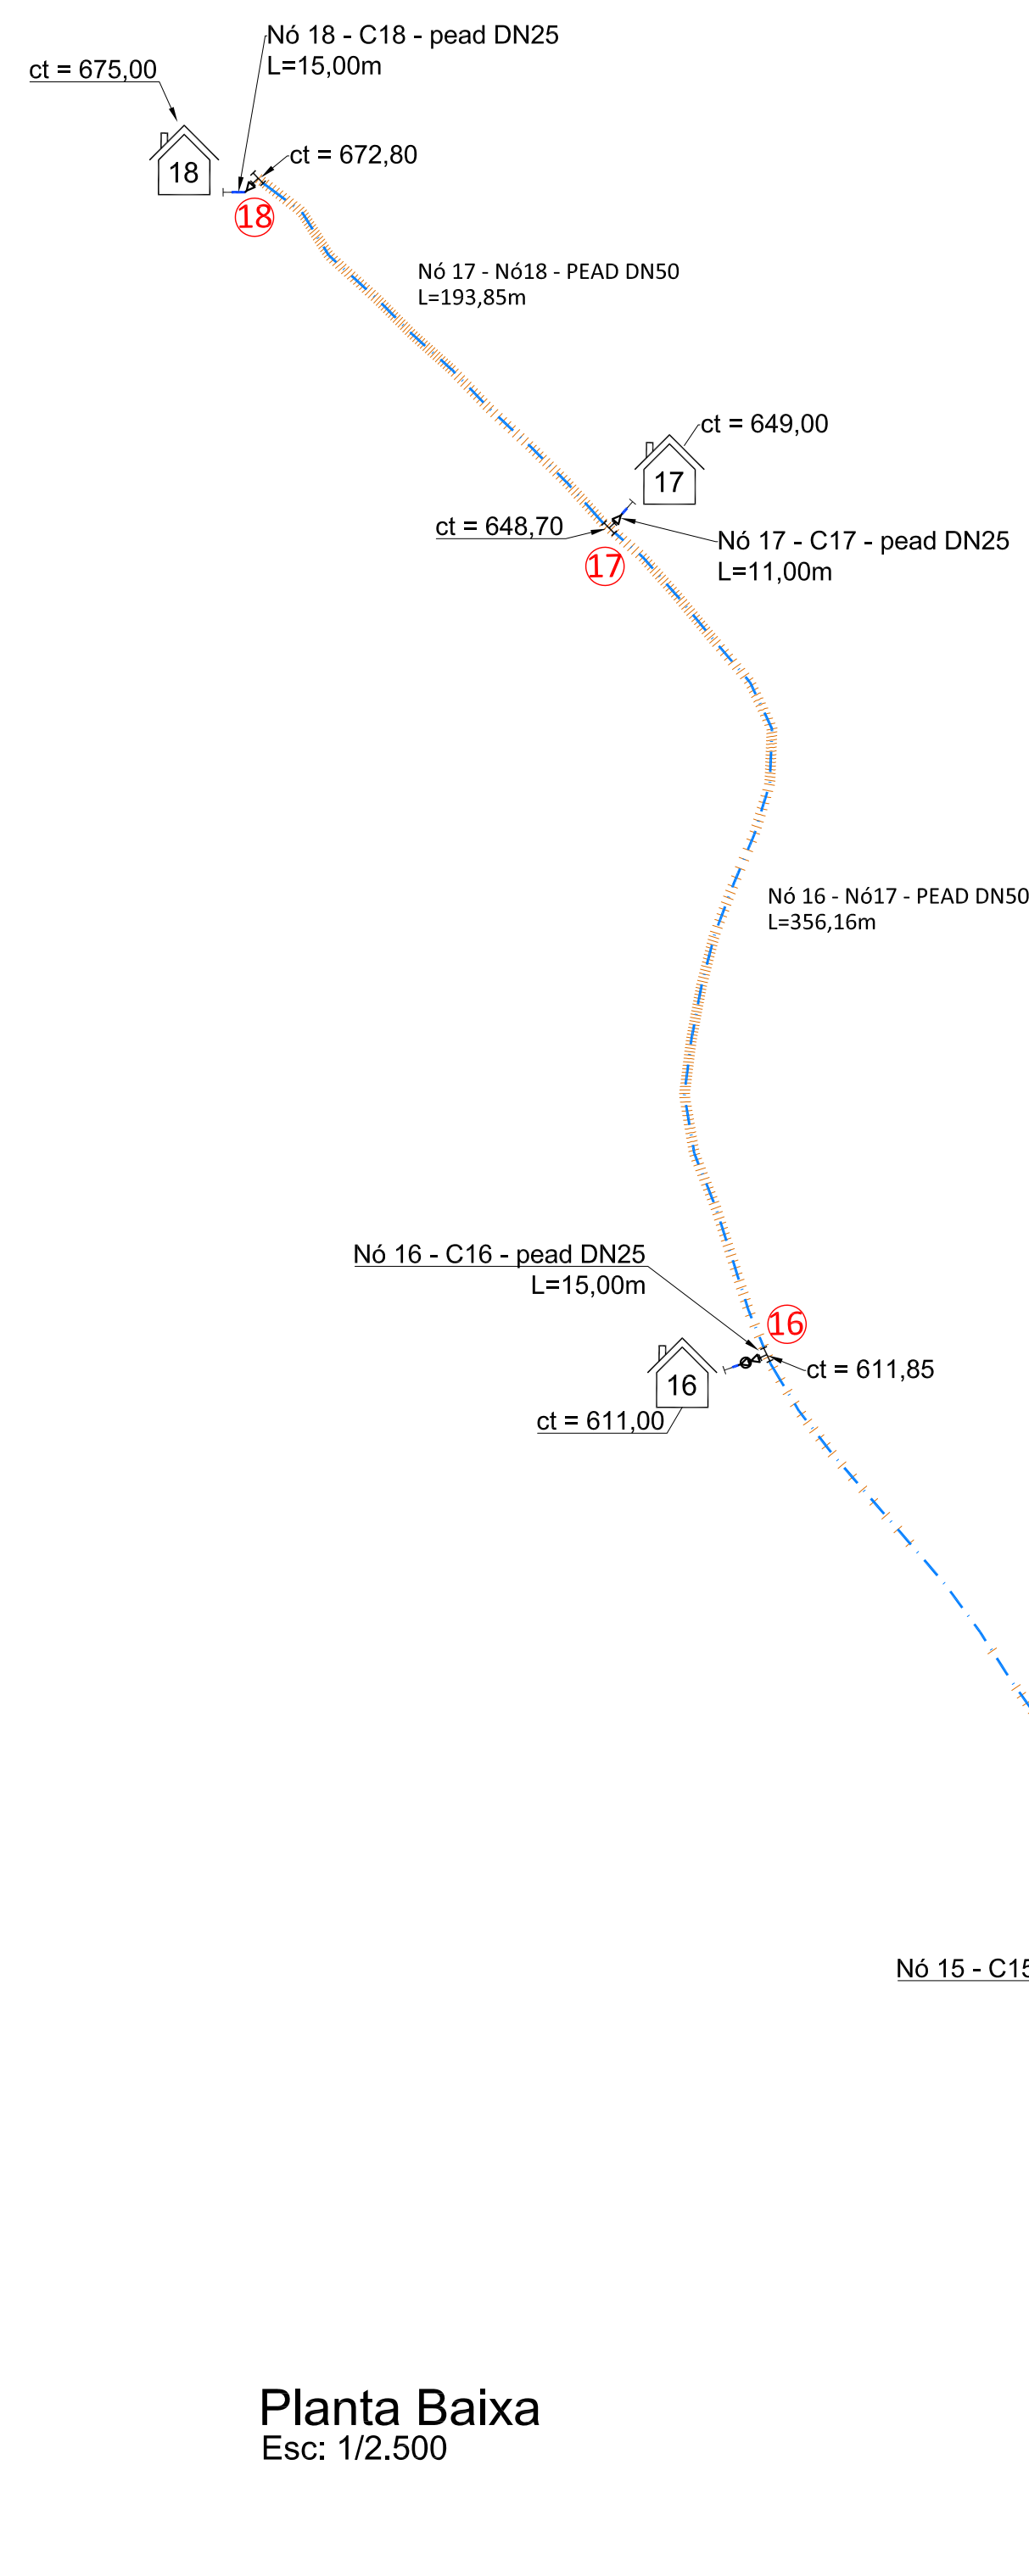 Nó 18 - C18 - pead DN25
L=15,00m
ct = 675,00
ct = 672,80
18
18
Nó 17 - Nó18 - PEAD DN50
L=193,85m
ct = 649,00
17
ct = 648,70
Nó 17 - C17 - pead DN25
L=11,00m
17
Nó 16 - Nó17 - PEAD DN50
L=356,16m
Nó 16 - C16 - pead DN25
L=15,00m
16
ct = 611,85
16
ct = 611,00
Nó 15 - C15
Planta Baixa
Esc: 1/2.500